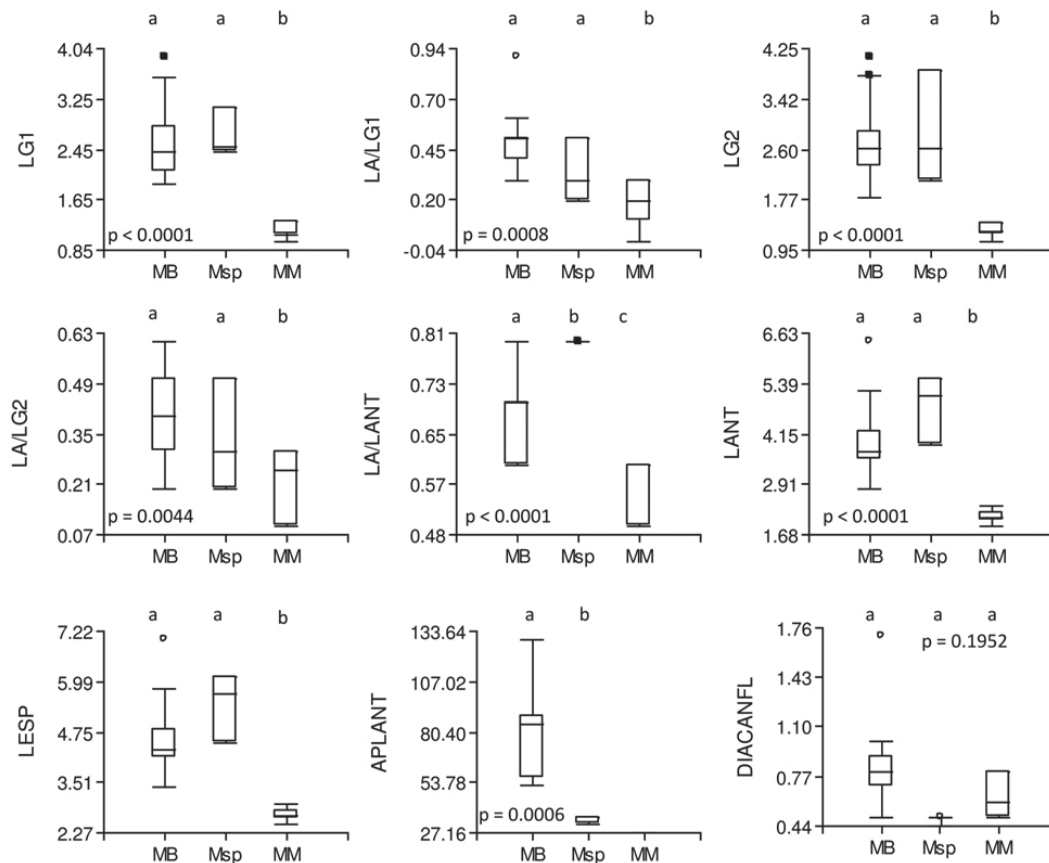 a a b
4.04
3.25
2.45
1.65
0.85
LG1
p < 0.0001
MB Msp MM
a a b
0.94
0.70
0.45
0.20
-0.04
LA/LG1
p = 0.0008
MB Msp MM
a a b
4.25
3.42
2.60
1.77
0.95
LG2
p < 0.0001
MB Msp MM
a a b
0.63
0.49
0.35
0.21
0.07
LA/LG2
p = 0.0044
MB Msp MM
a b c
0.81
0.73
0.65
0.57
0.48
LA/LANT
p < 0.0001
MB Msp MM
a a b
6.63
5.39
4.15
2.91
1.68
LANT
p < 0.0001
MB Msp MM
a a b
7.22
5.99
4.75
3.51
2.27
LESP
MB Msp MM
a b
133.64
107.02
80.40
53.78
27.16
APLANT
p = 0.0006
MB Msp MM
a a a
p = 0.1952
1.76
1.43
1.10
0.77
0.44
DIACANFL
MB Msp MM